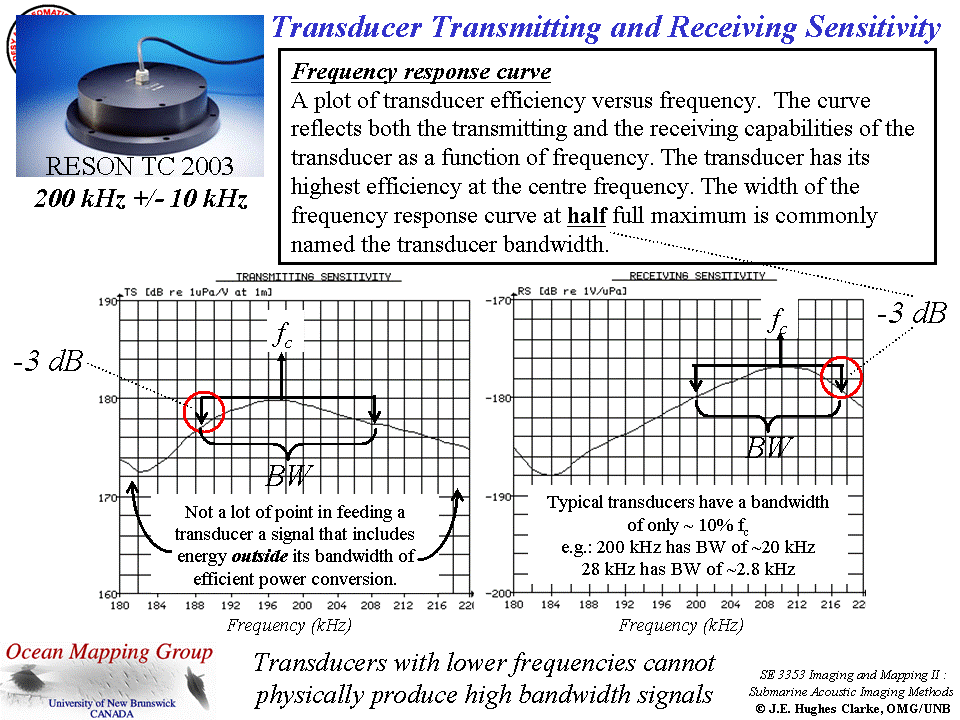 Transducer Transmitting and Receiving Sensitivity
RESON TC 2003
200 kHz +/- 10 kHz
Frequency response curve
A plot of transducer efficiency versus frequency. The curve
reflects both the transmitting and the receiving capabilities of the
transducer as a function of frequency. The transducer has its
highest efficiency at the centre frequency. The width of the
frequency response curve at half full maximum is commonly
named the transducer bandwidth.
TRANSMITTING SENSITIVITY
TS [dB re 1uPa/V at 1m]
190
180
170
160
fc
-3 dB
BW
Not a lot of point in feeding a
transducer a signal that includes
energy outside its bandwidth of
efficient power conversion.
180 184 188 192 196 200 204 208 212 216 22
Frequency (kHz)
RECEIVING SENSITIVITY
RS [dB re 1V/uPa]
-170
-180
-190
-200
fc
-3 dB
BW
Typical transducers have a bandwidth
of only ~ 10% fc
e.g.: 200 kHz has BW of ~20 kHz
28 kHz has BW of ~2.8 kHz
180 184 188 192 196 200 204 208 212 216 22
Frequency (kHz)
Ocean Mapping Group
University of New Brunswick
CANADA
Transducers with lower frequencies cannot
physically produce high bandwidth signals
SE 3353 Imaging and Mapping II :
Submarine Acoustic Imaging Methods
© J.E. Hughes Clarke, OMG/UNB